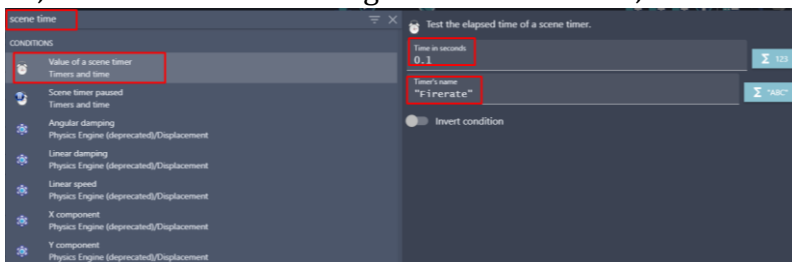 scene time
CONDITIONS
Value of a scene timer
Timers and time
Scene timer paused
Timers and time
Angular damping
Physics Engine (deprecated)/Displacement
Linear damping
Physics Engine (deprecated)/Displacement
Linear speed
Physics Engine (deprecated)/Displacement
X component
Physics Engine (deprecated)/Displacement
Y component
Physics Engine (deprecated)/Displacement
Test the elapsed time of a scene timer.
Time in seconds
0.1
Σ 123
Timer's name
"Firerate"
Σ "ABC"
Invert condition